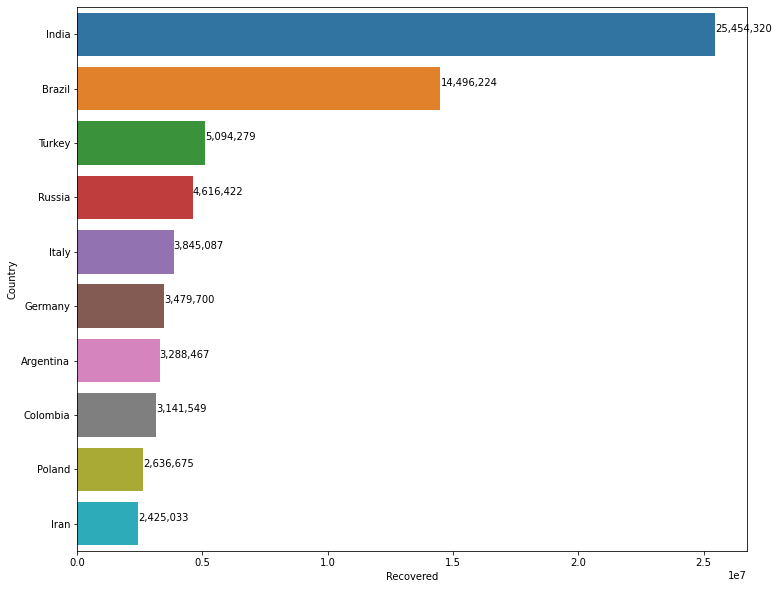 India 25,454,320
Brazil 14,496,224
Turkey 5,094,279
Russia 4,616,422
Italy 3,845,087
Country
Germany 3,479,700
Argentina 3,288,467
Colombia 3,141,549
Poland 2,636,675
Iran 2,425,033
0.0 0.5 1.0 1.5 2.0 2.5
Recovered 1e7